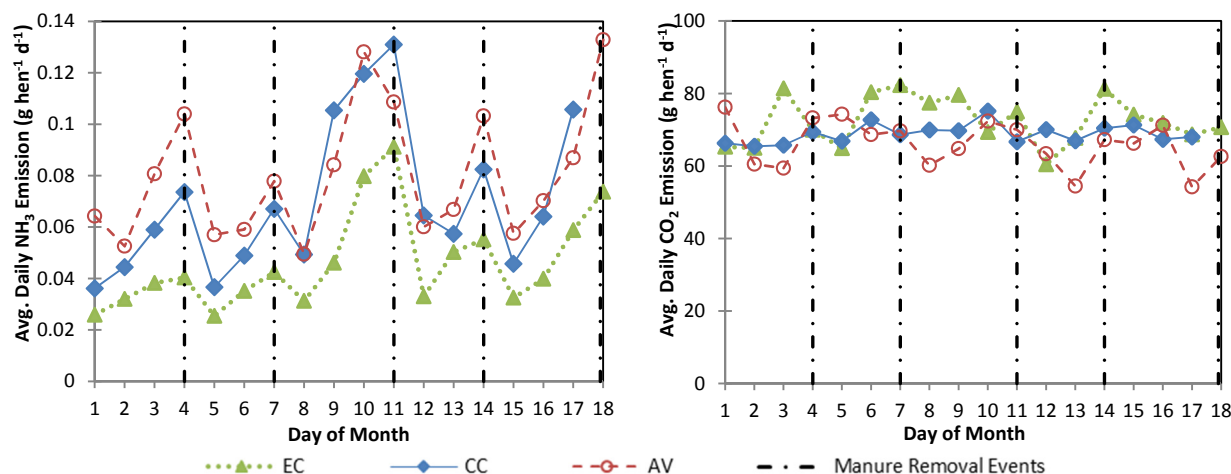 Avg. Daily NH₃ Emission (g hen⁻¹ d⁻¹)
0.14
0.12
0.1
0.08
0.06
0.04
0.02
0
1 2 3 4 5 6 7 8 9 10 11 12 13 14 15 16 17 18
Day of Month
Avg. Daily CO₂ Emission (g hen⁻¹ d⁻¹)
100
80
60
40
20
0
1 2 3 4 5 6 7 8 9 10 11 12 13 14 15 16 17 18
Day of Month
EC CC AV Manure Removal Events